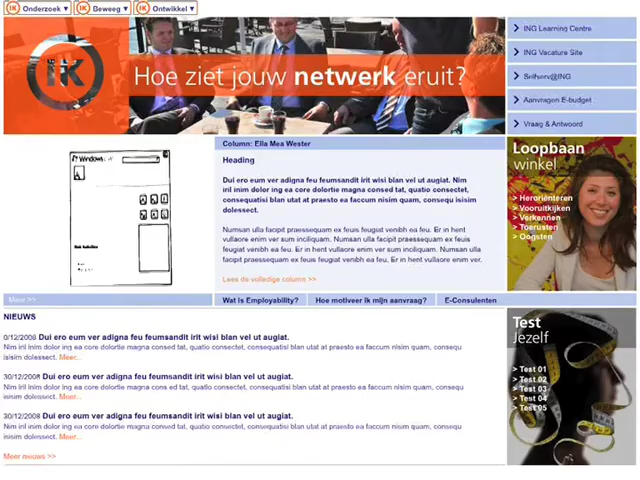 IK Onderzoek ▼ IK Beweeg ▼ IK Ontwikkel ▼
IK
Hoe ziet jouw netwerk eruit?
ING Learning Centre
ING Vacature Site
Aanvragen E-budget
Vraag & Antwoord
Windows
Column: Ella Mea Wester
Heading
Dui ero eum ver adigna feu feumsandit irit wisi blan vel ut augiat. Nim
iril inim dolor ing ea core dolortie magna consed tat, quatio consectet,
consequatisi blan utat at praesto ea faccum nisim quam, consequ isisim
dolessect.
Numsan ulla facipit praessequam ex feuis feugiat venibh ea feu. Er in hent
vullaore enim ver sum inciliquam. Numsan ulla facipit praessequam ex feuis
feugiat venibh ea feu. Er in hent vullaore enim ver sum inciliquam. Numsan ulla
facipit praessequam ex feuis feugiat venibh ea feu. Er in hent vullaore enim ver.
Lees de volledige column >>
Loopbaan
winkel
> Heroriënteren
> Vooruitkijken
> Verkennen
> Toerusten
> Oogsten
Meer >>
Wat is Employability? Hoe motiveer ik mijn aanvraag? E-Consulenten
NIEUWS
0/12/2008 Dui ero eum ver adigna feu feumsandit irit wisi blan vel ut augiat.
Nim iril inim dolor ing ea core dolortie magna consed tat, quatio consectet, consequatisi blan utat at praesto ea faccum nisim quam, consequ
isisim dolessect. Meer...
30/12/2008 Dui ero eum ver adigna feu feumsandit irit wisi blan vel ut augiat.
Nim iril inim dolor ing ea core dolortie magna cons ed tat, quatio consectet, consequatisi blan utat at praesto ea faccum nisim quam, consequ
isisim dolessect. Meer...
30/12/2008 Dui ero eum ver adigna feu feumsandit irit wisi blan vel ut augiat.
Nim iril inim dolor ing ea core dolortie magna consed tat, quatio consectet, consequatisi blan utat at praesto ea faccum nisim quam, consequ
isisim dolessect. Meer...
Meer nieuws >>
Test
Jezelf
> Test 01
> Test 02
> Test 03
> Test 04
> Test 05